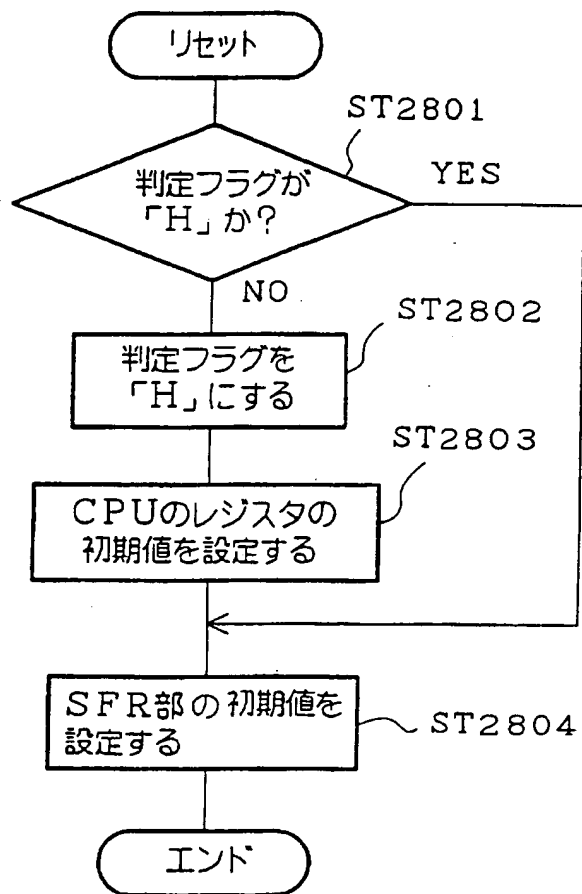 リセット
ST2801
判定フラグが
「H」か?
YES
NO
ST2802
判定フラグを
「H」にする
ST2803
CPUのレジスタの
初期値を設定する
SFR部の初期値を
設定する
ST2804
エンド